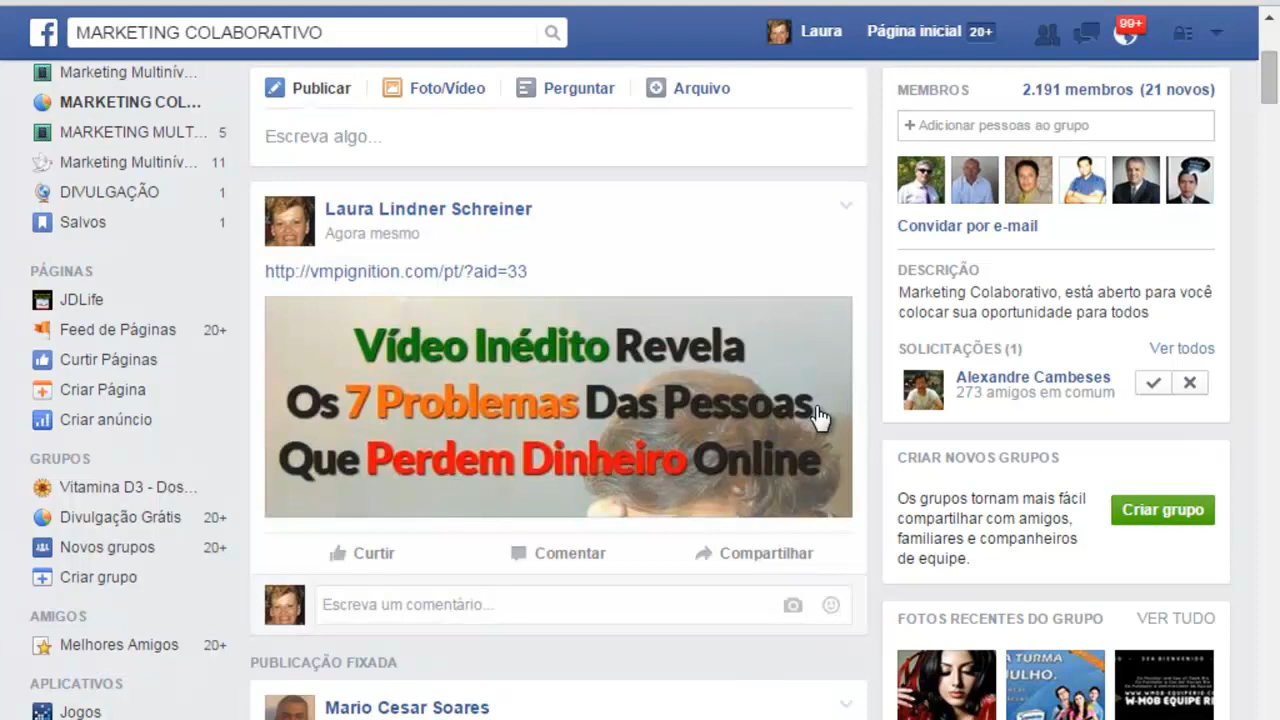 MARKETING COLABORATIVO
Laura
Página inicial 20+
99+
Marketing Multinív...
MARKETING COL...
MARKETING MULT... 5
Marketing Multinív... 11
DIVULGAÇÃO 1
Salvos 1
PÁGINAS
JDLife
Feed de Páginas 20+
Curtir Páginas
Criar Página
Criar anúncio
GRUPOS
Vitamina D3 - Dos...
Divulgação Grátis 20+
Novos grupos 20+
Criar grupo
AMIGOS
Melhores Amigos 20+
APLICATIVOS
Jogos
Publicar
Foto/Vídeo
Perguntar
Arquivo
Escreva algo...
Laura Lindner Schreiner
Agora mesmo
http://vmpignition.com/pt/?aid=33
Vídeo Inédito Revela
Os 7 Problemas Das Pessoas
Que Perdem Dinheiro Online
Curtir
Comentar
Compartilhar
Escreva um comentário...
PUBLICAÇÃO FIXADA
Mario Cesar Soares
MEMBROS
2.191 membros (21 novos)
+ Adicionar pessoas ao grupo
Convidar por e-mail
DESCRIÇÃO
Marketing Colaborativo, está aberto para você
colocar sua oportunidade para todos
SOLICITAÇÕES (1)
Ver todos
Alexandre Cambeses
273 amigos em comum
CRIAR NOVOS GRUPOS
Os grupos tornam mais fácil
compartilhar com amigos,
familiares e companheiros
de equipe.
Criar grupo
FOTOS RECENTES DO GRUPO
VER TUDO
A TURMA
JULHO.